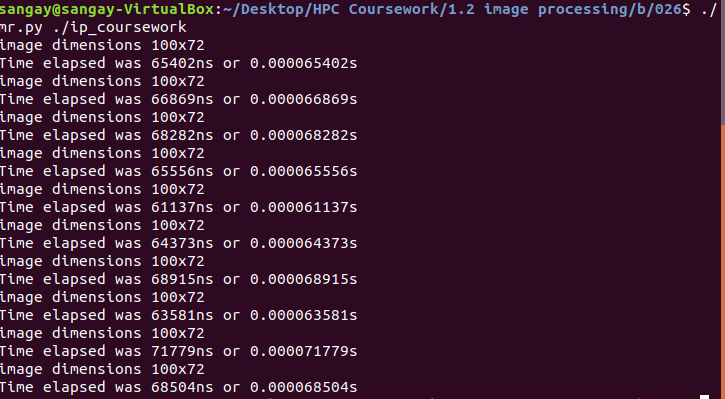 sangay@sangay-VirtualBox:~/Desktop/HPC Coursework/1.2 image processing/b/026$ ./
mr.py ./ip_coursework
image dimensions 100x72
Time elapsed was 65402ns or 0.000065402s
image dimensions 100x72
Time elapsed was 66869ns or 0.000066869s
image dimensions 100x72
Time elapsed was 68282ns or 0.000068282s
image dimensions 100x72
Time elapsed was 65556ns or 0.000065556s
image dimensions 100x72
Time elapsed was 61137ns or 0.000061137s
image dimensions 100x72
Time elapsed was 64373ns or 0.000064373s
image dimensions 100x72
Time elapsed was 68915ns or 0.000068915s
image dimensions 100x72
Time elapsed was 63581ns or 0.000063581s
image dimensions 100x72
Time elapsed was 71779ns or 0.000071779s
image dimensions 100x72
Time elapsed was 68504ns or 0.000068504s